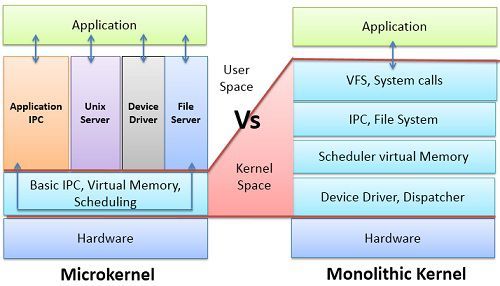 Application
Application
IPC
Unix
Server
Device
Driver
File
Server
Basic IPC, Virtual Memory,
Scheduling
Hardware
Microkernel
User
Space
Vs
Kernel
Space
Application
VFS, System calls
IPC, File System
Scheduler virtual Memory
Device Driver, Dispatcher
Hardware
Monolithic Kernel